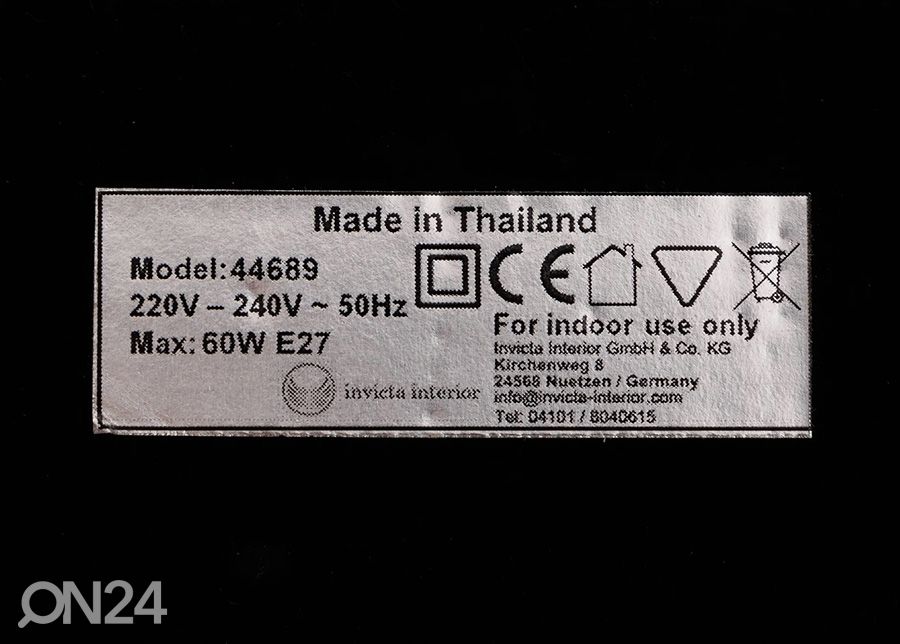 Made in Thailand
Model: 44689
220V – 240V ~ 50Hz
Max: 60W E27
CE
For indoor use only
Invicta Interior GmbH & Co. KG
Kirchenweg 8
24568 Nuetzen / Germany
info@invicta-interior.com
Tel: 04101 / 8040615
invicta interior
ON24